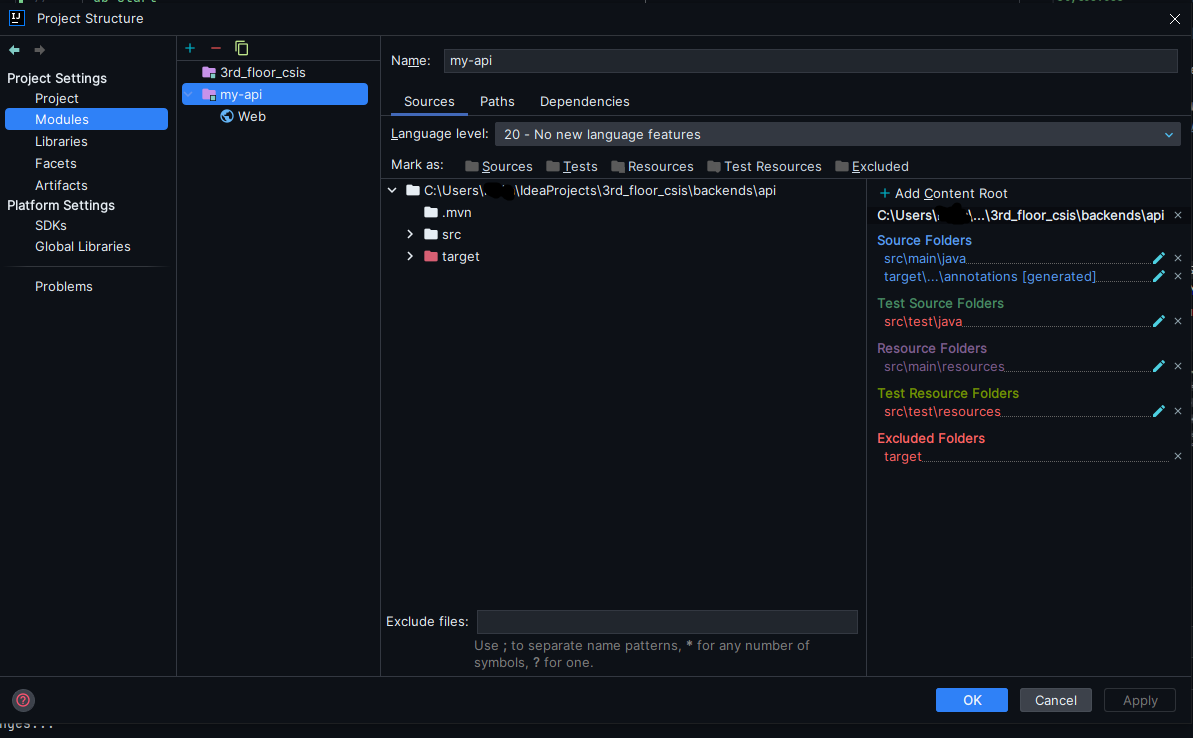 Project Structure
Project Settings
Project
Modules
Libraries
Facets
Artifacts
Platform Settings
SDKs
Global Libraries
Problems
3rd_floor_csis
my-api
Web
Name: my-api
Sources Paths Dependencies
Language level: 20 - No new language features
Mark as: Sources Tests Resources Test Resources Excluded
C:\Users\ \IdeaProjects\3rd_floor_csis\backends\api
.mvn
src
target
Exclude files:
Use ; to separate name patterns, * for any number of
symbols, ? for one.
+ Add Content Root
C:\Users\ \...\3rd_floor_csis\backends\api
Source Folders
src\main\java
target\...\annotations [generated]
Test Source Folders
src\test\java
Resource Folders
src\main\resources
Test Resource Folders
src\test\resources
Excluded Folders
target
OK Cancel Apply
nges...